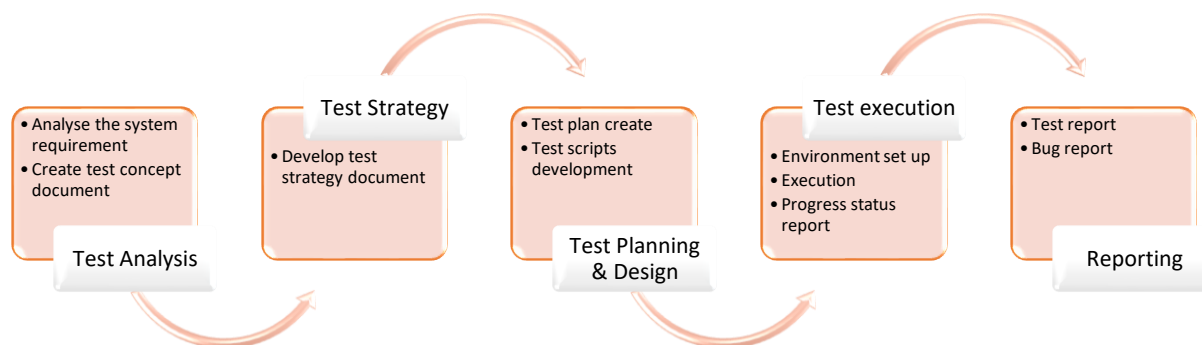 • Analyse the system
requirement
• Create test concept
document
Test Analysis
Test Strategy
• Develop test
strategy document
• Test plan create
• Test scripts
development
Test Planning
& Design
Test execution
• Environment set up
• Execution
• Progress status
report
• Test report
• Bug report
Reporting